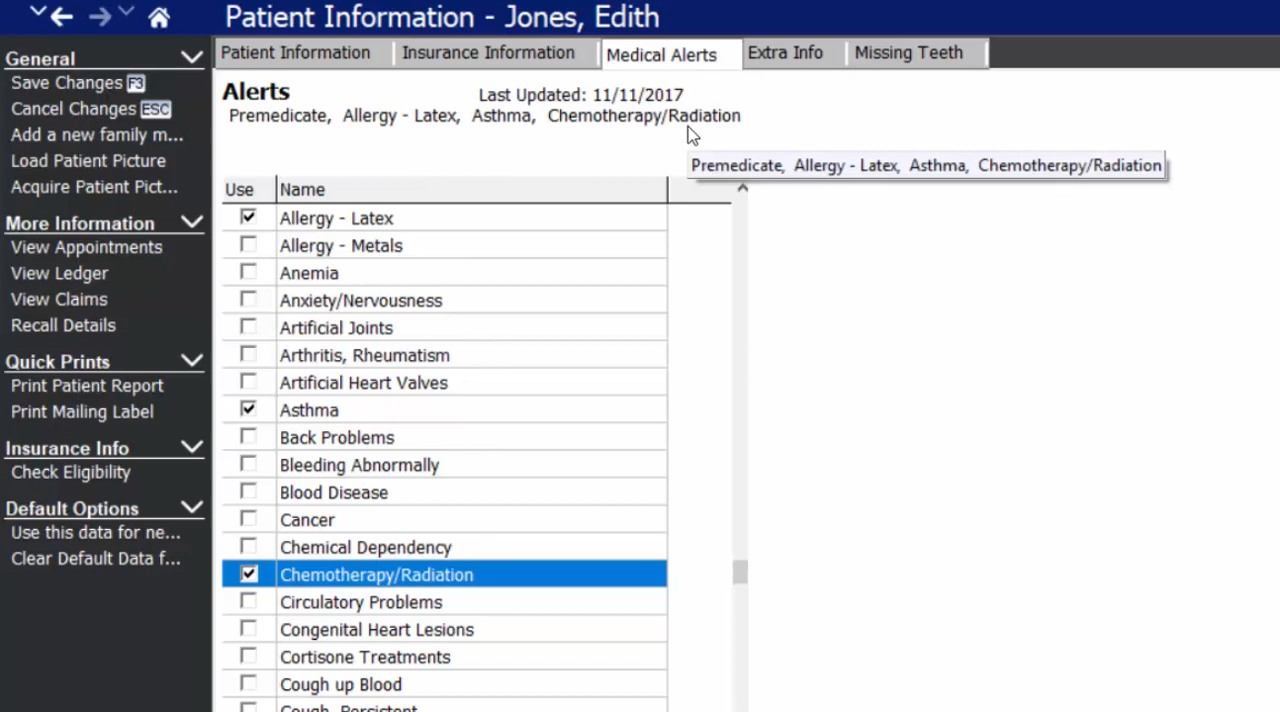 Patient Information - Jones, Edith
General
Save Changes F3
Cancel Changes ESC
Add a new family m...
Load Patient Picture
Acquire Patient Pict...
More Information
View Appointments
View Ledger
View Claims
Recall Details
Quick Prints
Print Patient Report
Print Mailing Label
Insurance Info
Check Eligibility
Default Options
Use this data for ne...
Clear Default Data f...
Patient Information Insurance Information Medical Alerts Extra Info Missing Teeth
Alerts Last Updated: 11/11/2017
Premedicate, Allergy - Latex, Asthma, Chemotherapy/Radiation
Premedicate, Allergy - Latex, Asthma, Chemotherapy/Radiation
Use Name
Allergy - Latex
Allergy - Metals
Anemia
Anxiety/Nervousness
Artificial Joints
Arthritis, Rheumatism
Artificial Heart Valves
Asthma
Back Problems
Bleeding Abnormally
Blood Disease
Cancer
Chemical Dependency
Chemotherapy/Radiation
Circulatory Problems
Congenital Heart Lesions
Cortisone Treatments
Cough up Blood
Cough, Persistent